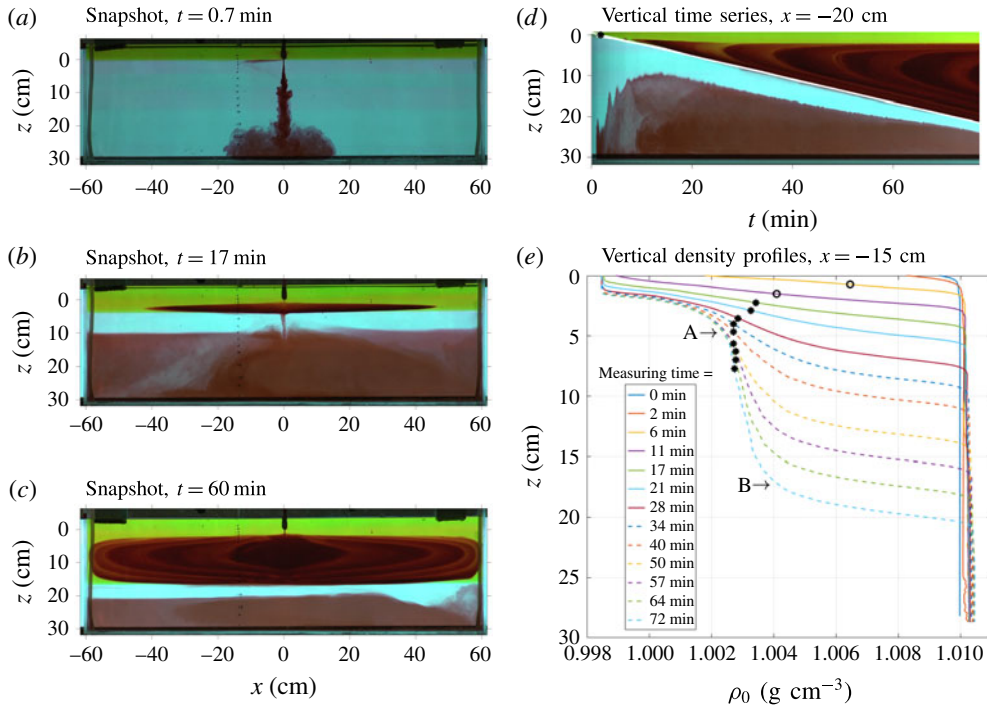 (a) Snapshot, t = 0.7 min
z (cm)
0
10
20
30
–60 –40 –20 0 20 40 60
(b) Snapshot, t = 17 min
z (cm)
0
10
20
30
–60 –40 –20 0 20 40 60
(c) Snapshot, t = 60 min
z (cm)
0
10
20
30
–60 –40 –20 0 20 40 60
x (cm)
(d) Vertical time series, x = −20 cm
z (cm)
0
10
20
30
0 20 40 60
t (min)
(e) Vertical density profiles, x = −15 cm
z (cm)
0
5
10
15
20
25
30
A→
B→
Measuring time =
0 min
2 min
6 min
11 min
17 min
21 min
28 min
34 min
40 min
50 min
57 min
64 min
72 min
0.998 1.000 1.002 1.004 1.006 1.008 1.010
ρ0 (g cm−3)